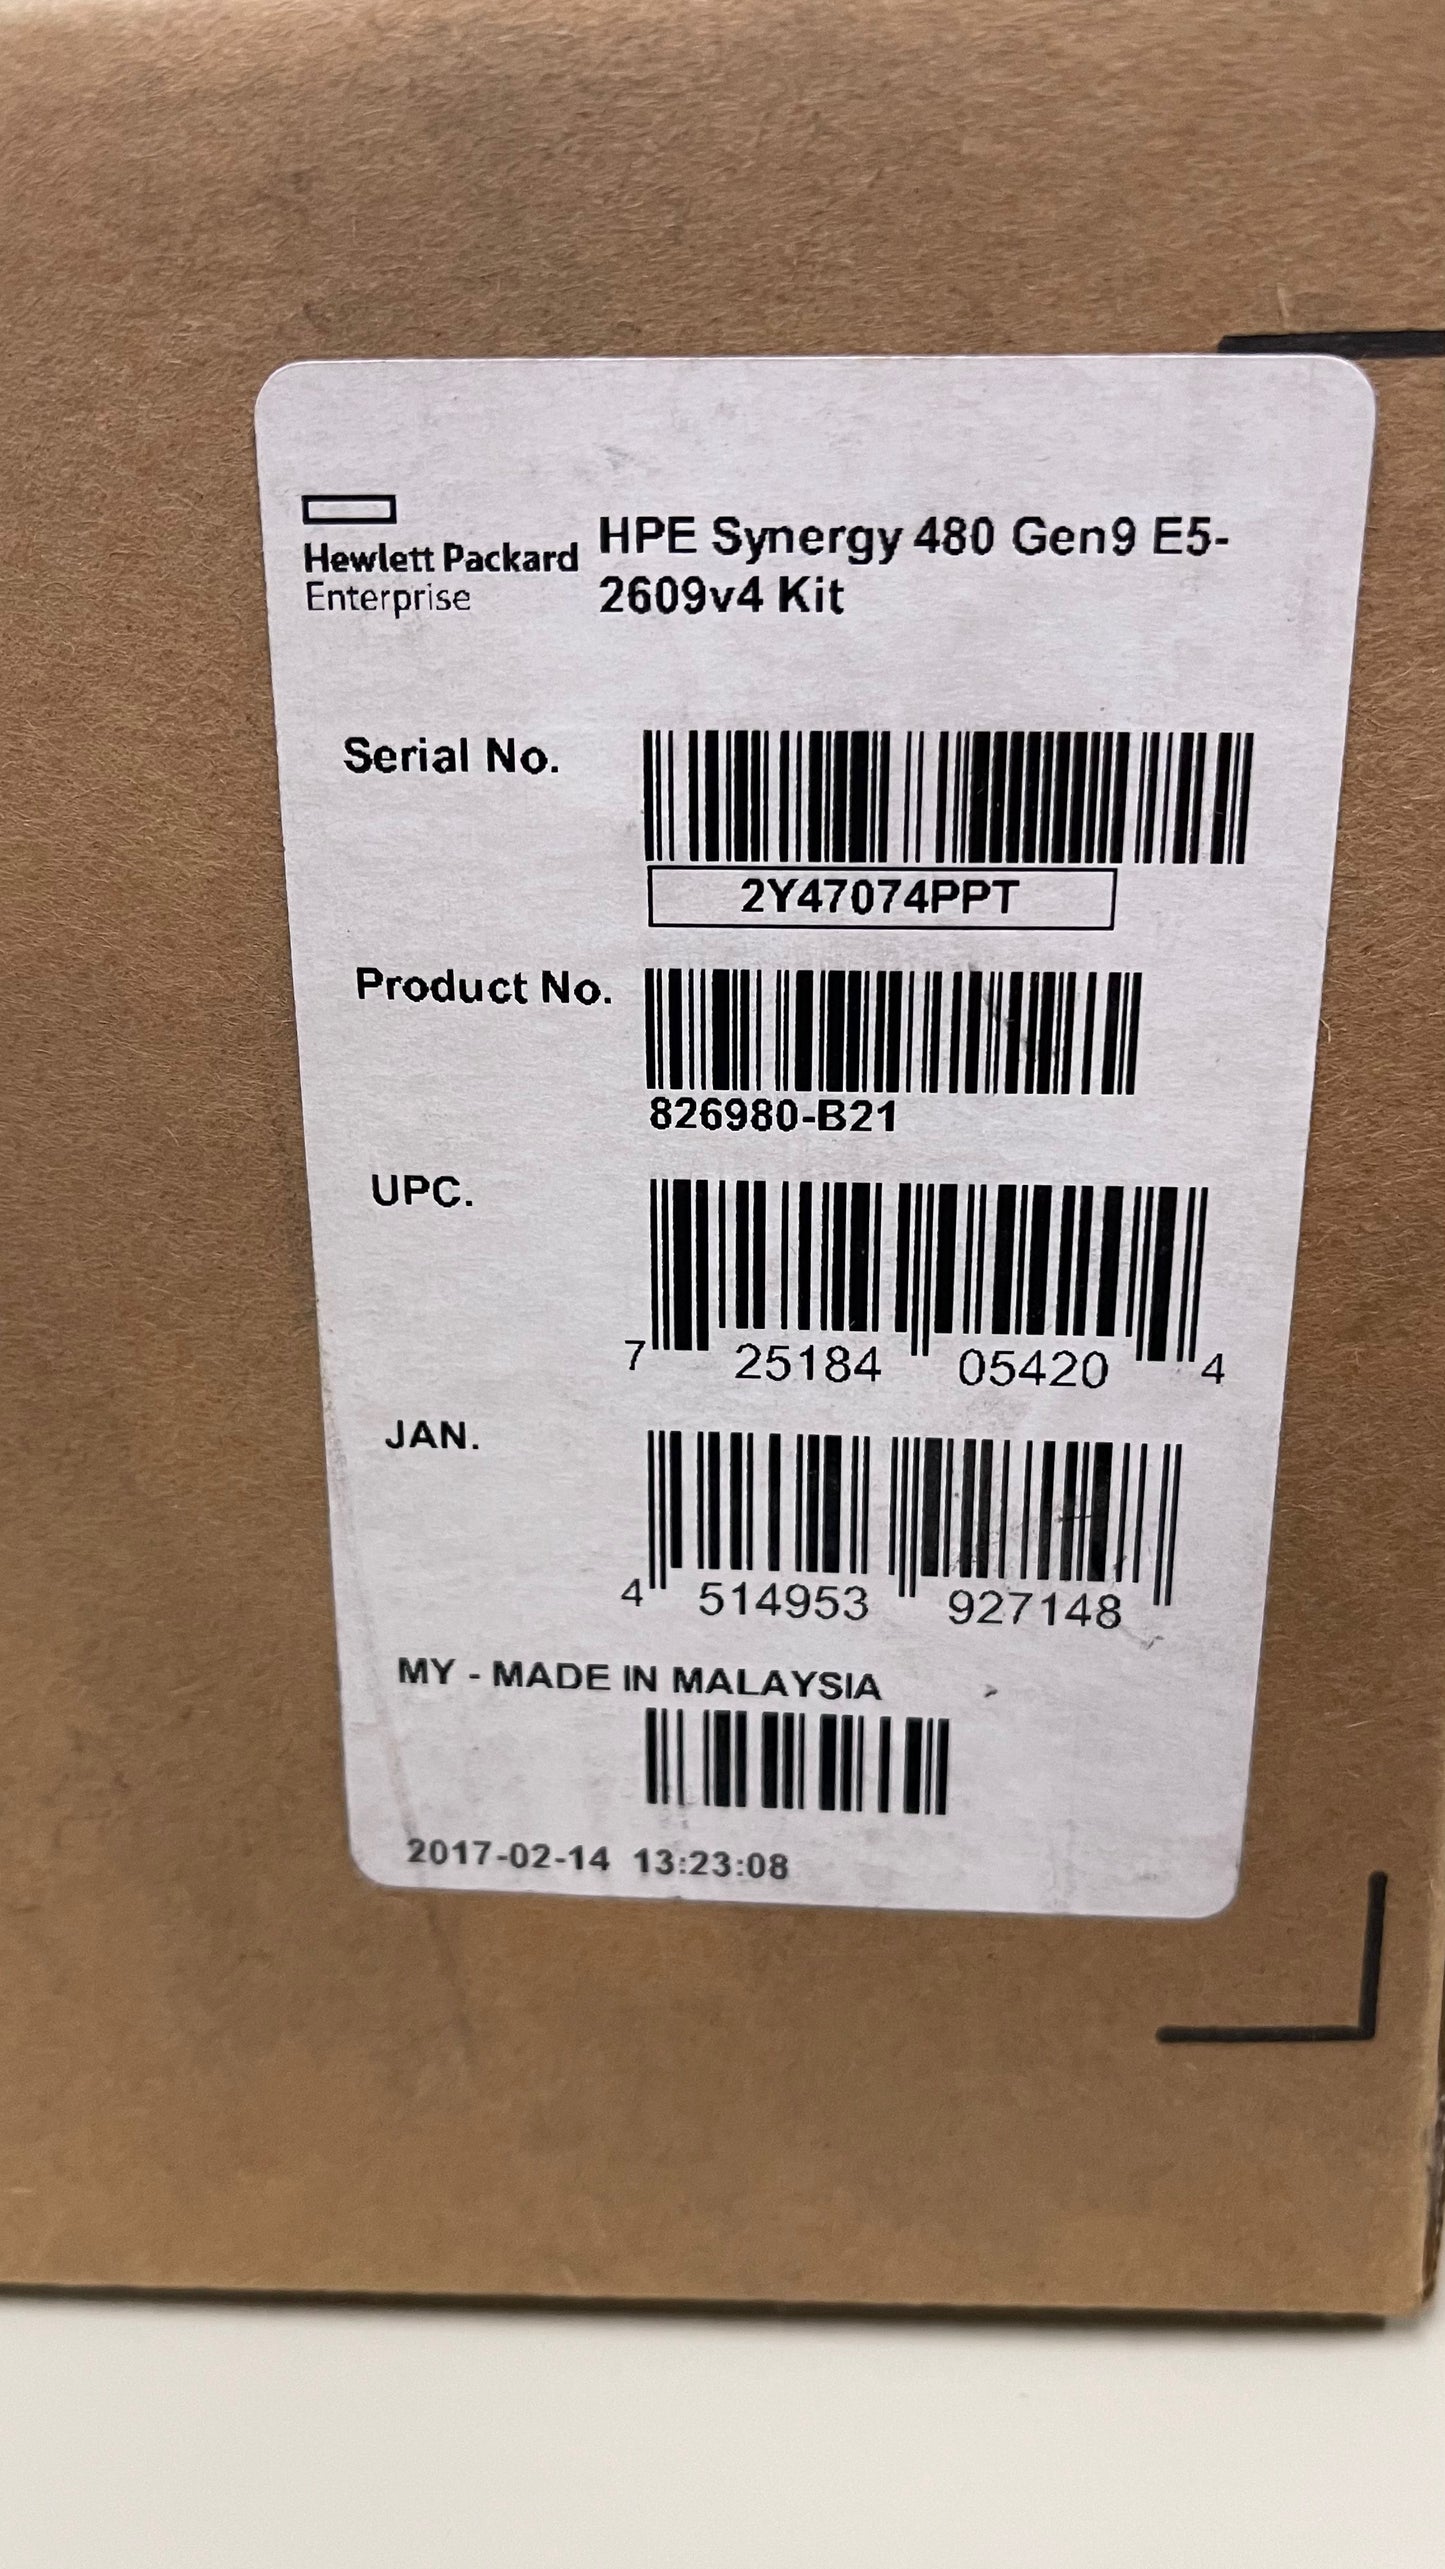 Hewlett Packard
Enterprise
HPE Synergy 480 Gen9 E5-
2609v4 Kit
Serial No.
2Y47074PPT
Product No.
826980-B21
UPC.
7 25184 05420 4
JAN.
4 514953 927148
MY - MADE IN MALAYSIA
2017-02-14 13:23:08